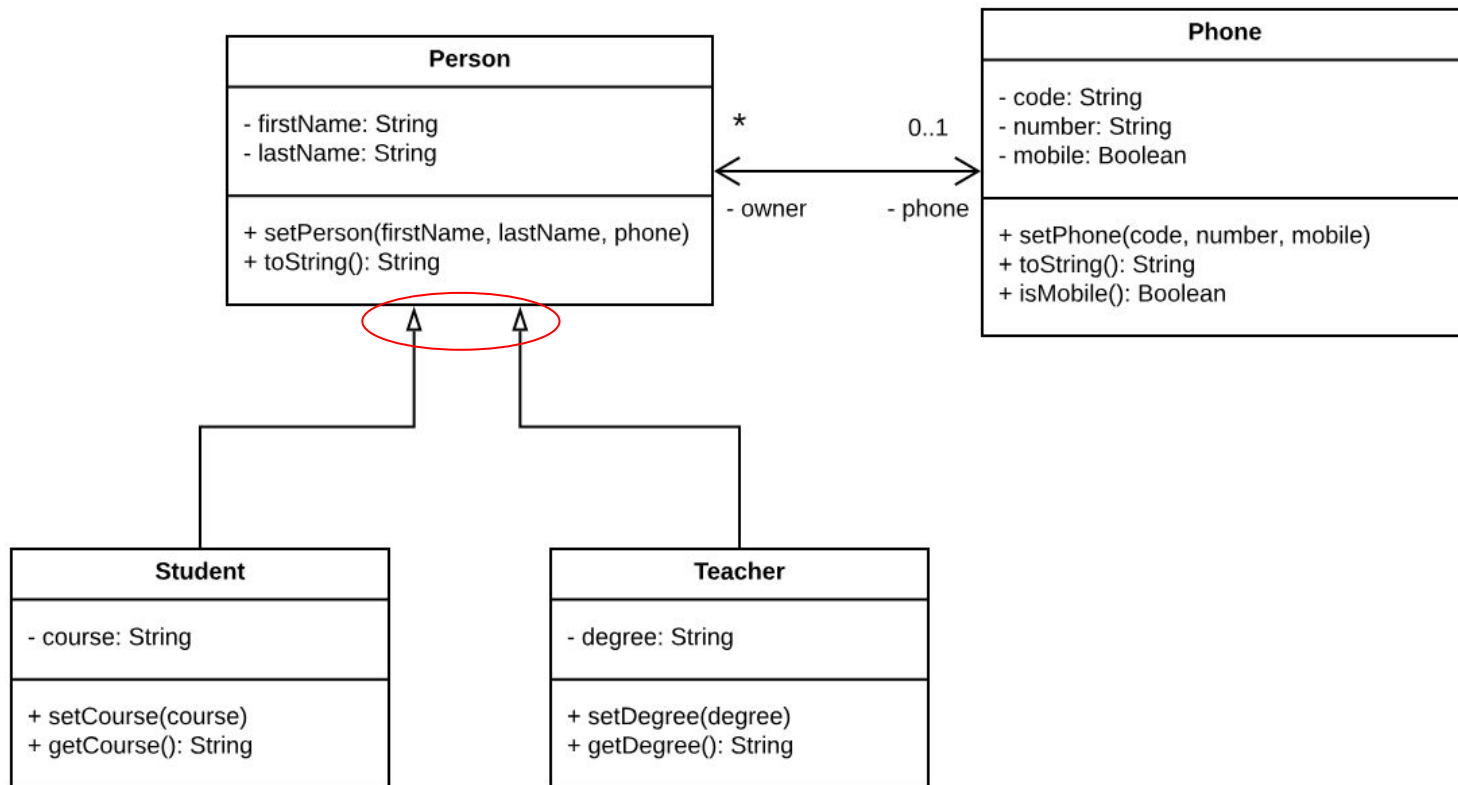 Person
- firstName: String
- lastName: String
+ setPerson(firstName, lastName, phone)
+ toString(): String
*
0..1
- owner
- phone
Phone
- code: String
- number: String
- mobile: Boolean
+ setPhone(code, number, mobile)
+ toString(): String
+ isMobile(): Boolean
Student
- course: String
+ setCourse(course)
+ getCourse(): String
Teacher
- degree: String
+ setDegree(degree)
+ getDegree(): String